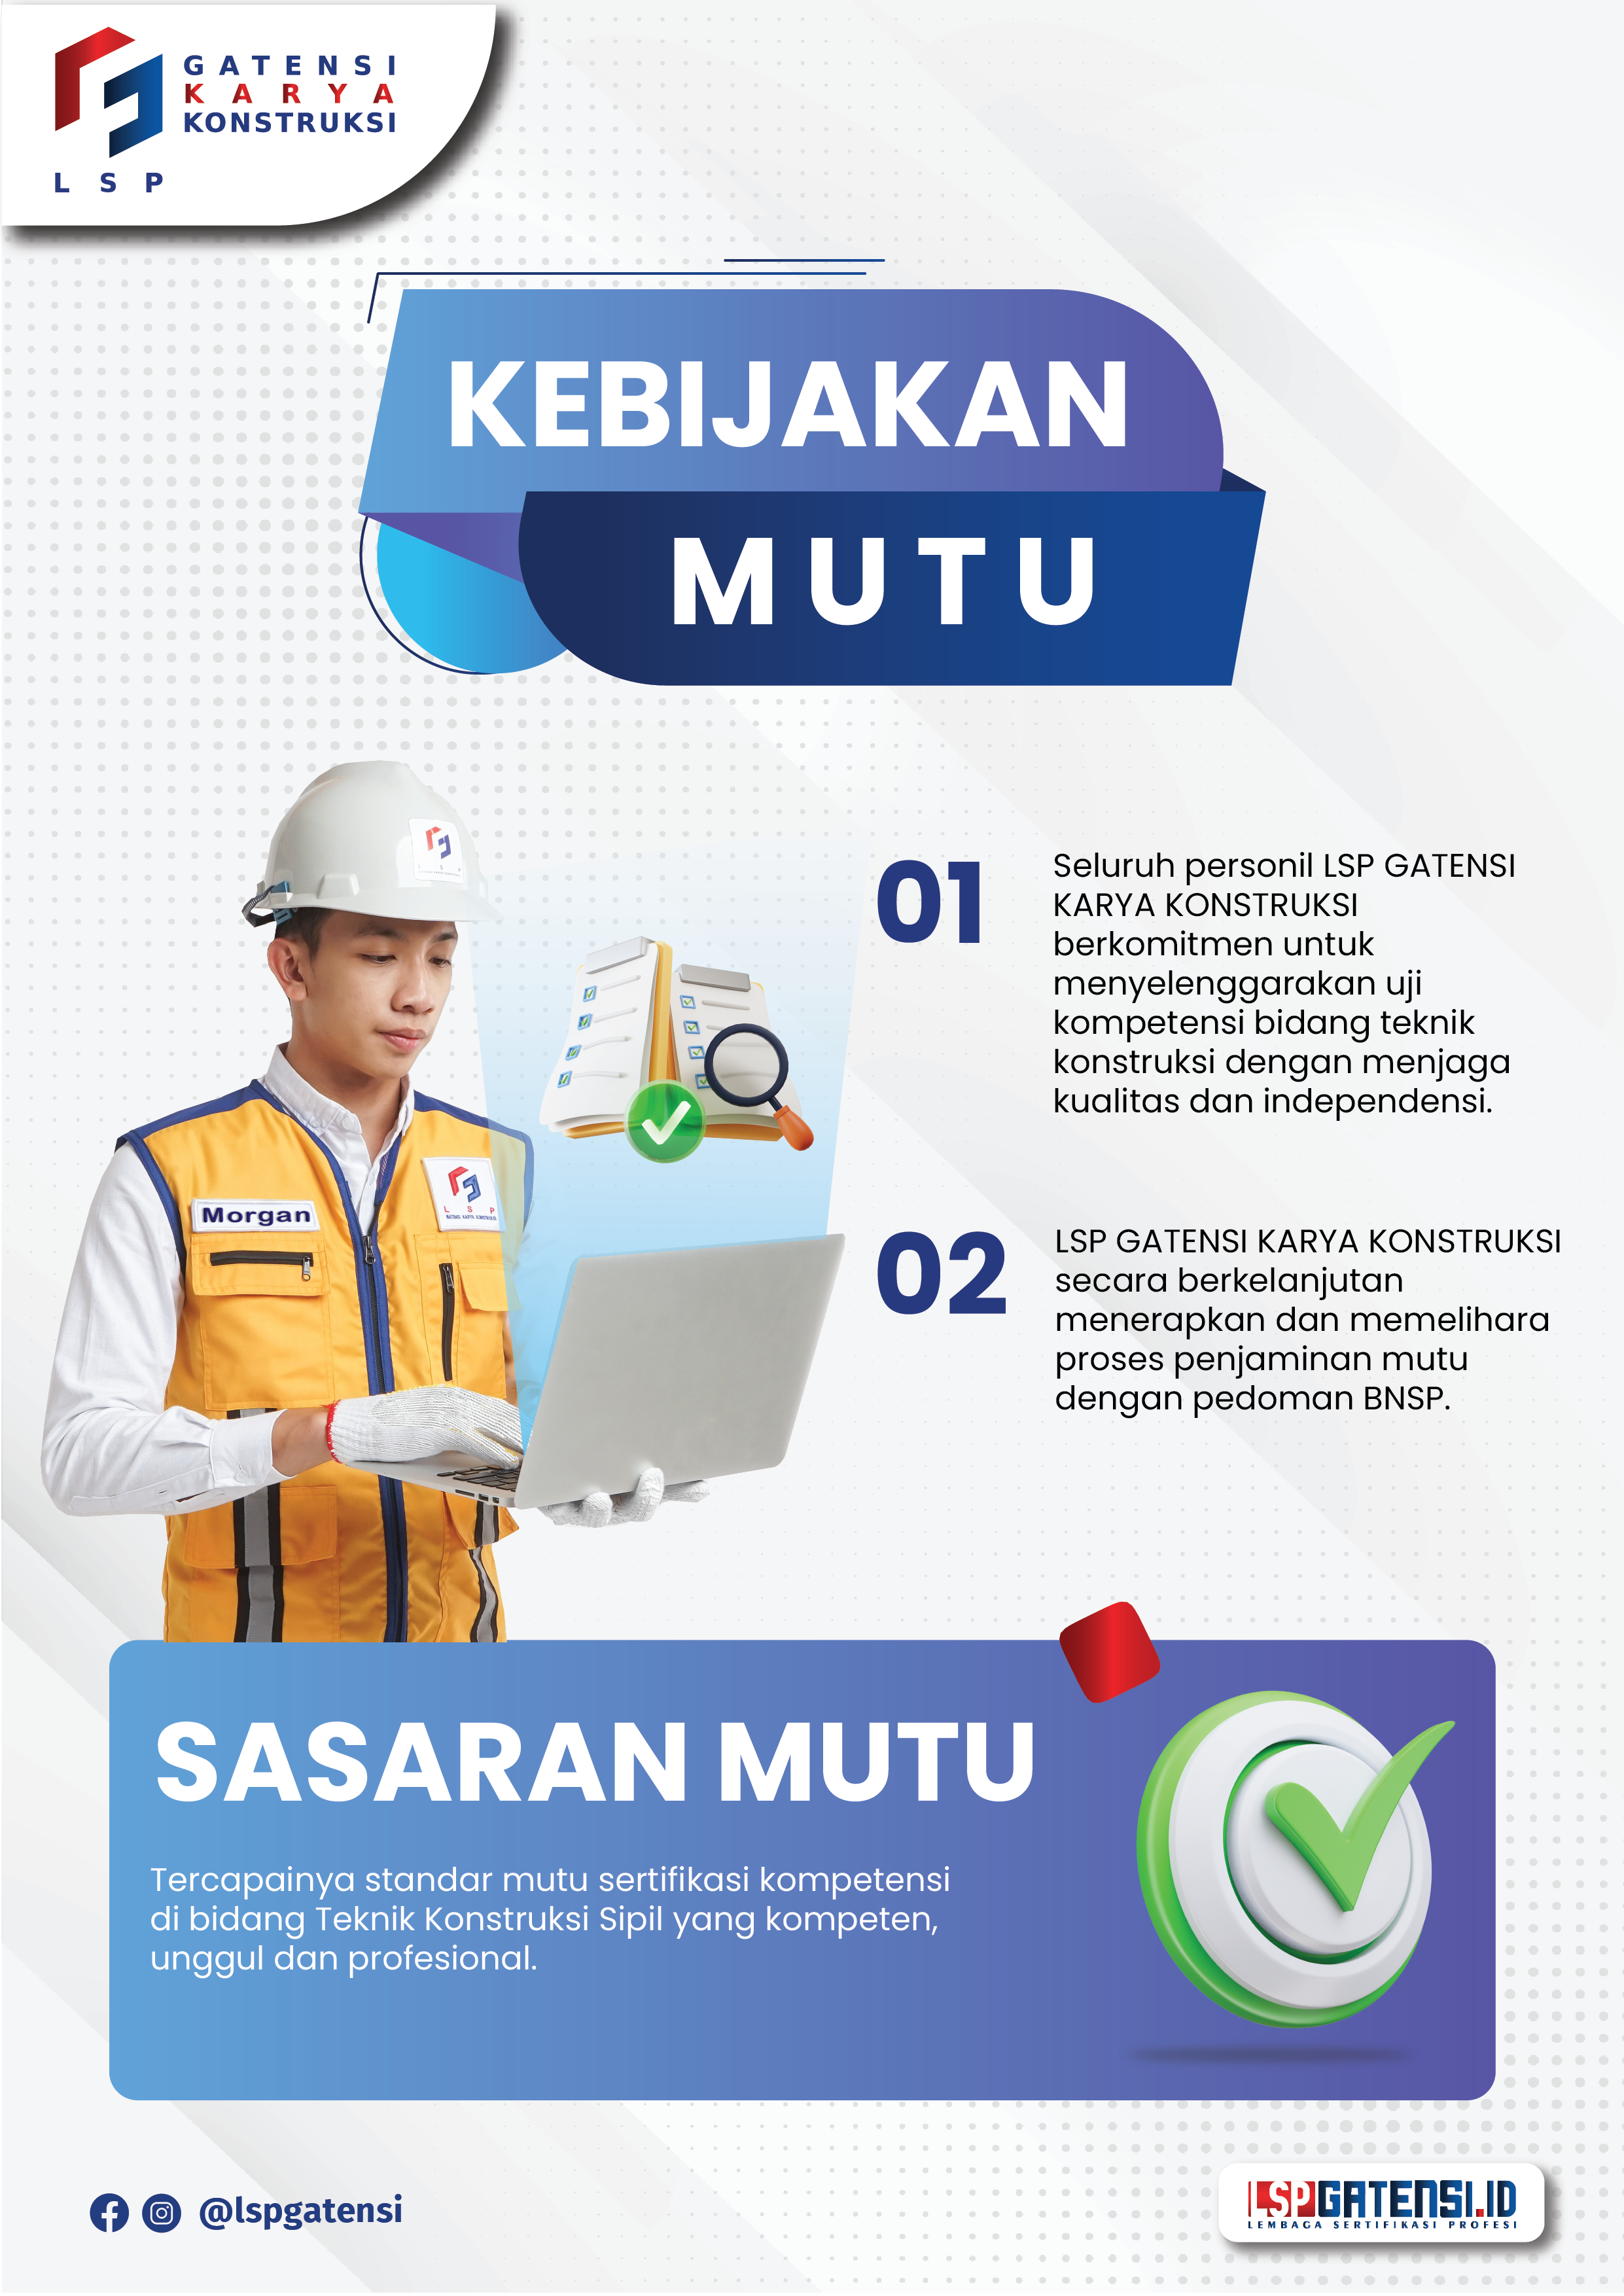 GATENSI
KARYA
KONSTRUKSI
LSP
KEBIJAKAN
MUTU
01
Seluruh personil LSP GATENSI
KARYA KONSTRUKSI
berkomitmen untuk
menyelenggarakan uji
kompetensi bidang teknik
konstruksi dengan menjaga
kualitas dan independensi.
Morgan
L S P
02
LSP GATENSI KARYA KONSTRUKSI
secara berkelanjutan
menerapkan dan memelihara
proses penjaminan mutu
dengan pedoman BNSP.
SASARAN MUTU
Tercapainya standar mutu sertifikasi kompetensi
di bidang Teknik Konstruksi Sipil yang kompeten,
unggul dan profesional.
@lspgatensi
LSPGATENSI.ID
LEMBAGA SERTIFIKASI PROFESI